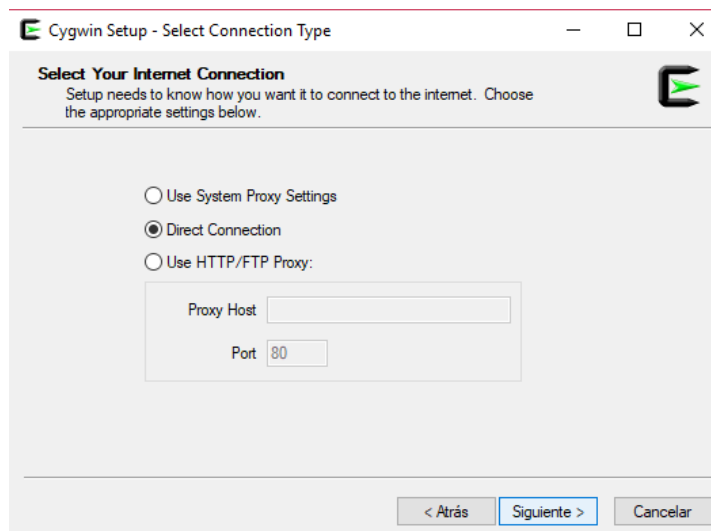 Cygwin Setup - Select Connection Type
Select Your Internet Connection
Setup needs to know how you want it to connect to the internet. Choose
the appropriate settings below.
Use System Proxy Settings
Direct Connection
Use HTTP/FTP Proxy:
Proxy Host
Port 80
< Atrás Siguiente > Cancelar